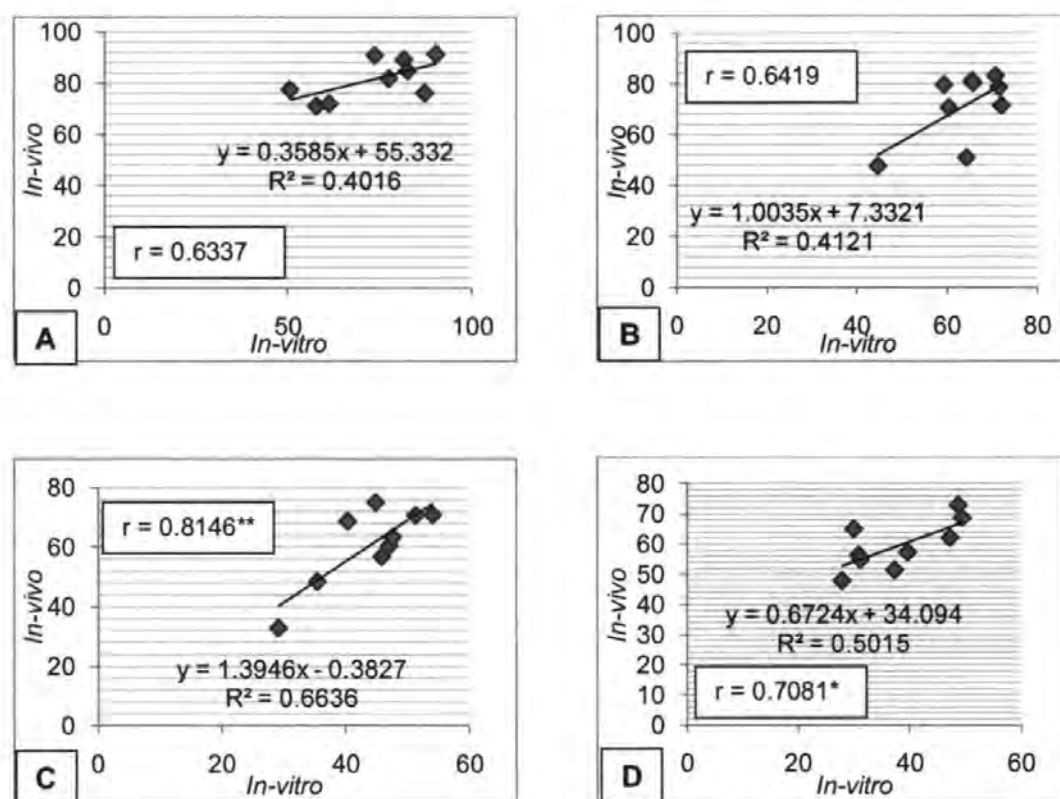 100
80
60
40
20
0
In-vivo
y = 0.3585x + 55.332
R² = 0.4016
r = 0.6337
0 50 100
In-vitro
A
100
80
60
40
20
0
In-vivo
r = 0.6419
y = 1.0035x + 7.3321
R² = 0.4121
0 20 40 60 80
In-vitro
B
80
60
40
20
0
In-vivo
r = 0.8146**
y = 1.3946x - 0.3827
R² = 0.6636
0 20 40 60
In-vitro
C
80
70
60
50
40
30
20
10
0
In-vivo
y = 0.6724x + 34.094
R² = 0.5015
r = 0.7081*
0 20 40 60
In-vitro
D